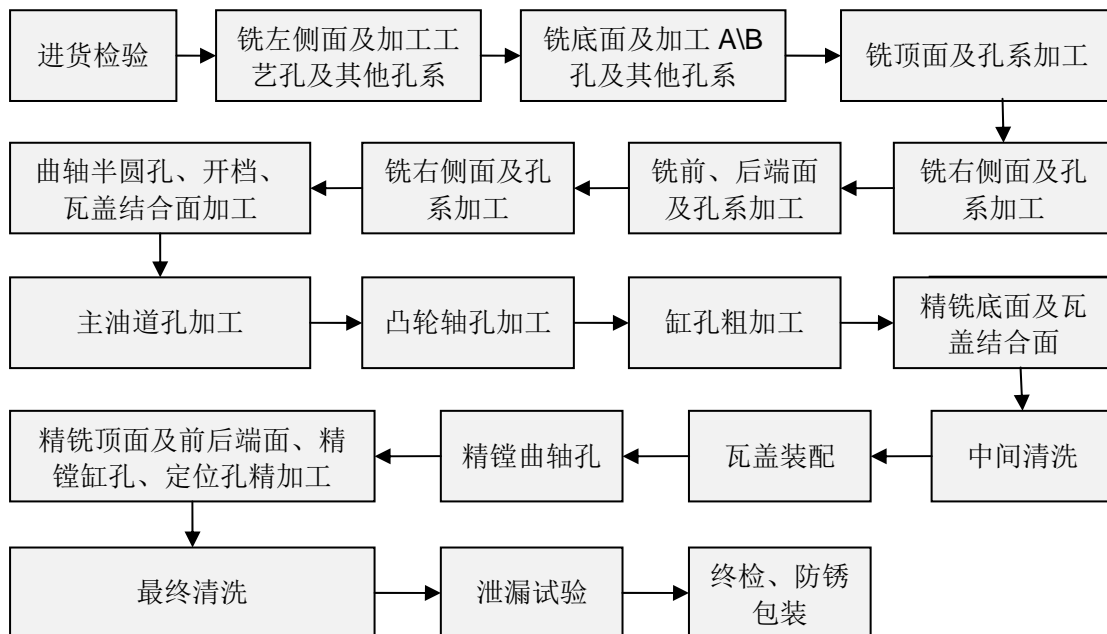 进货检验
铣左侧面及加工工
艺孔及其他孔系
铣底面及加工 A\B
孔及其他孔系
铣顶面及孔系加工
铣右侧面及孔
系加工
铣前、后端面
及孔系加工
铣右侧面及孔
系加工
曲轴半圆孔、开档、
瓦盖结合面加工
主油道孔加工
凸轮轴孔加工
缸孔粗加工
精铣底面及瓦
盖结合面
中间清洗
瓦盖装配
精镗曲轴孔
精铣顶面及前后端面、精
镗缸孔、定位孔精加工
最终清洗
泄漏试验
终检、防锈
包装